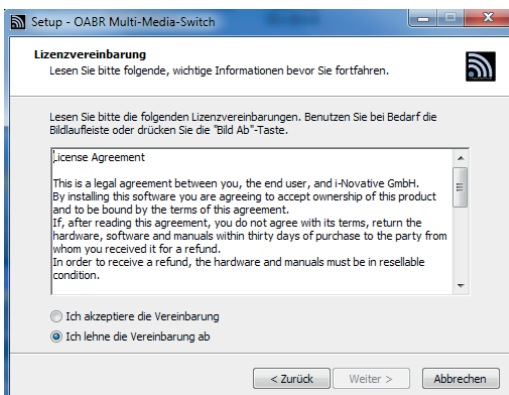 Setup - OABR Multi-Media-Switch
Lizenzvereinbarung
Lesen Sie bitte folgende, wichtige Informationen bevor Sie fortfahren.
Lesen Sie bitte die folgenden Lizenzvereinbarungen. Benutzen Sie bei Bedarf die
Bildlaufleiste oder drücken Sie die "Bild Ab"-Taste.
License Agreement
This is a legal agreement between you, the end user, and i-Novative GmbH.
By installing this software you are agreeing to accept ownership of this product
and to be bound by the terms of this agreement.
If, after reading this agreement, you do not agree with its terms, return the
hardware, software and manuals within thirty days of purchase to the party from
whom you received it for a refund.
In order to receive a refund, the hardware and manuals must be in resellable
condition.
Ich akzeptiere die Vereinbarung
Ich lehne die Vereinbarung ab
< Zurück Weiter > Abbrechen